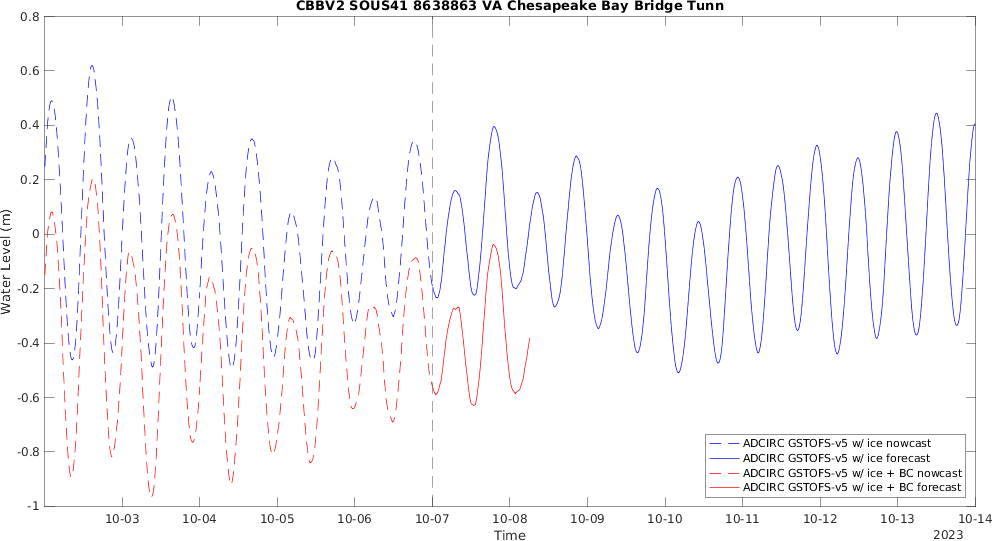 CBBV2 SOUS41 8638863 VA Chesapeake Bay Bridge Tunn
0.8
0.6
0.4
0.2
0
-0.2
-0.4
-0.6
-0.8
-1
Water Level (m)
10-03 10-04 10-05 10-06 10-07 10-08 10-09 10-10 10-11 10-12 10-13 10-14
2023
Time
ADCIRC GSTOFS-v5 w/ ice nowcast
ADCIRC GSTOFS-v5 w/ ice forecast
ADCIRC GSTOFS-v5 w/ ice + BC nowcast
ADCIRC GSTOFS-v5 w/ ice + BC forecast